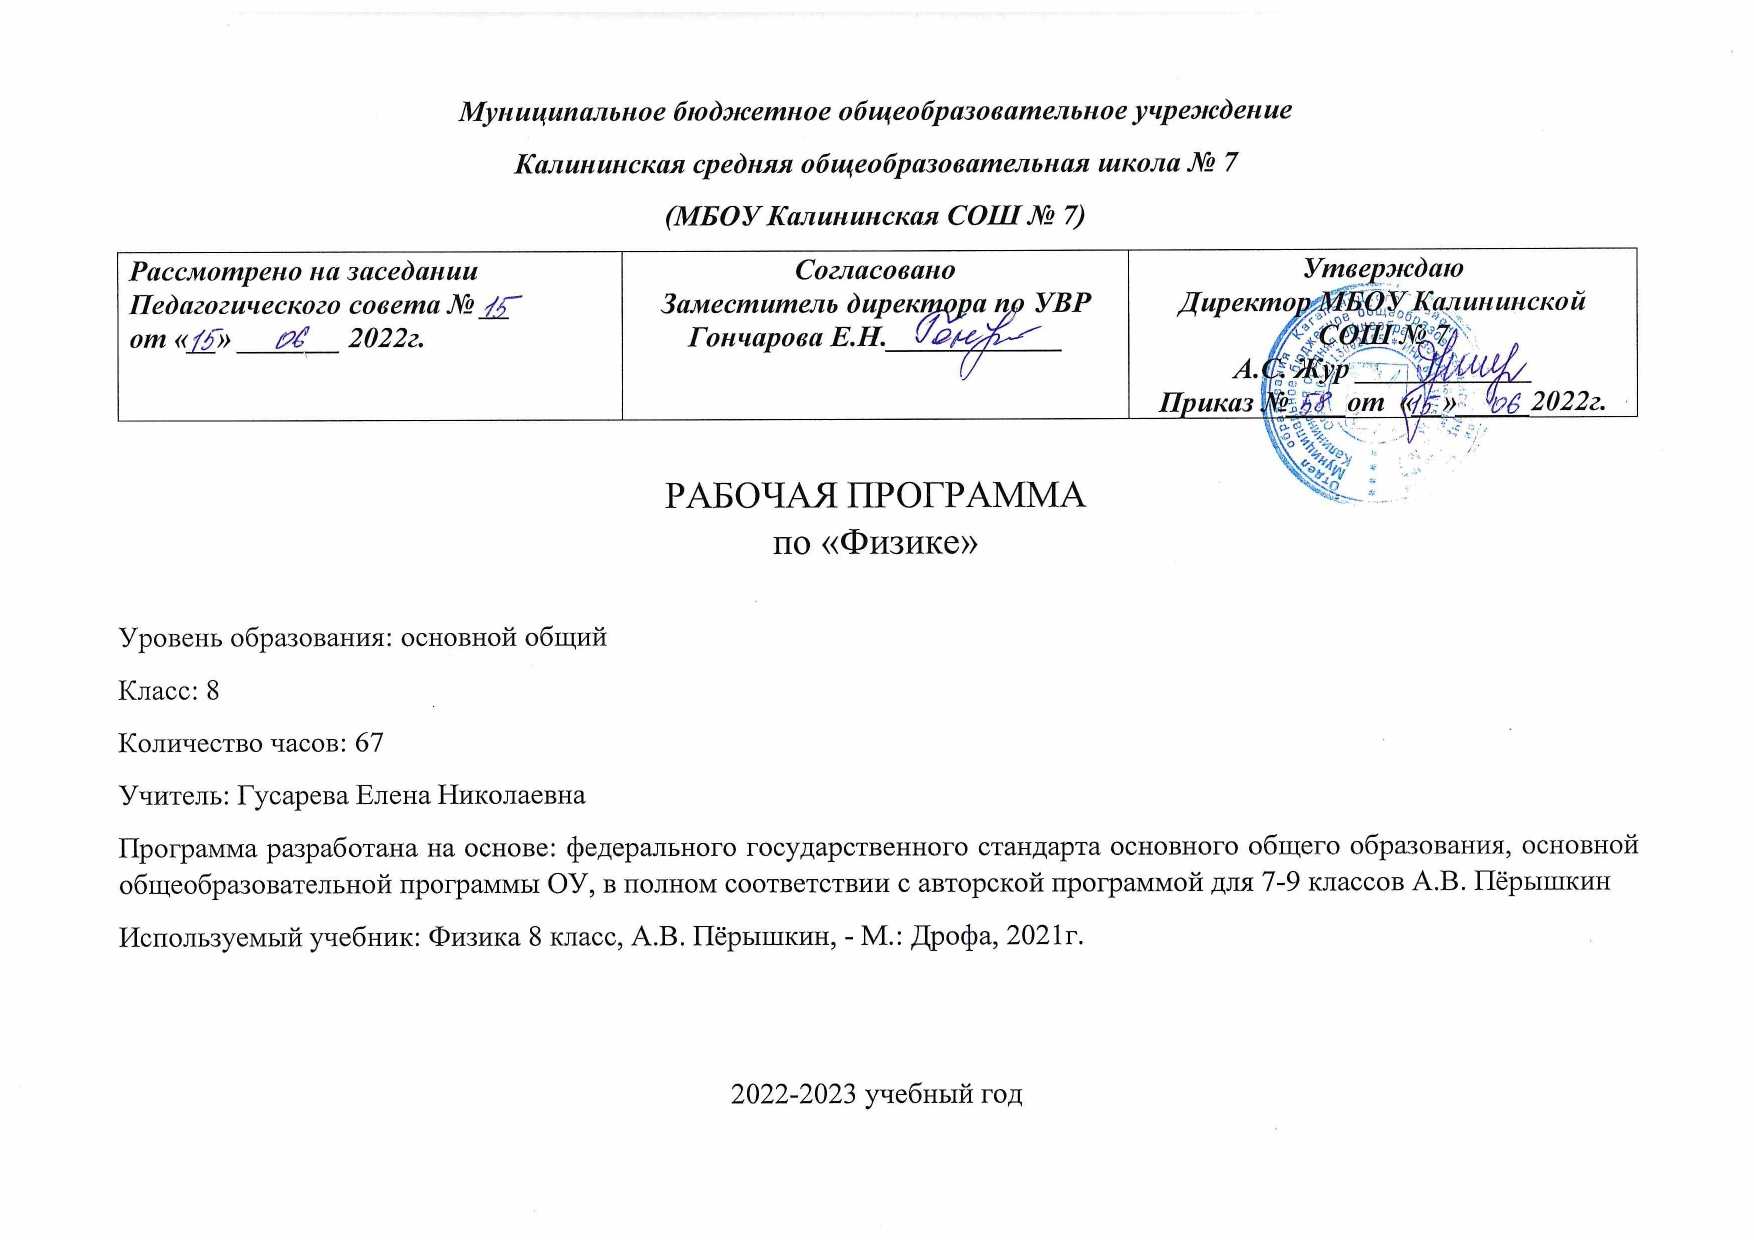 Муниципальное бюджетное общеобразовательное учреждение
Калининская средняя общеобразовательная школа № 7
(МБОУ Калининская СОШ № 7)
Рассмотрено на заседании
Педагогического совета № 15
от «15» 06 2022г.
Согласовано
Заместитель директора по УВР
Гончарова Е.Н.
Утверждаю
Директор МБОУ Калининской
СОШ № 7
А.С. Жур
Приказ № 58 от «15» 06 2022г.
РАБОЧАЯ ПРОГРАММА
по «Физике»
Уровень образования: основной общий
Класс: 8
Количество часов: 67
Учитель: Гусарева Елена Николаевна
Программа разработана на основе: федерального государственного стандарта основного общего образования, основной
общеобразовательной программы ОУ, в полном соответствии с авторской программой для 7-9 классов А.В. Пёрышкин
Используемый учебник: Физика 8 класс, А.В. Пёрышкин, - М.: Дрофа, 2021г.
2022-2023 учебный год